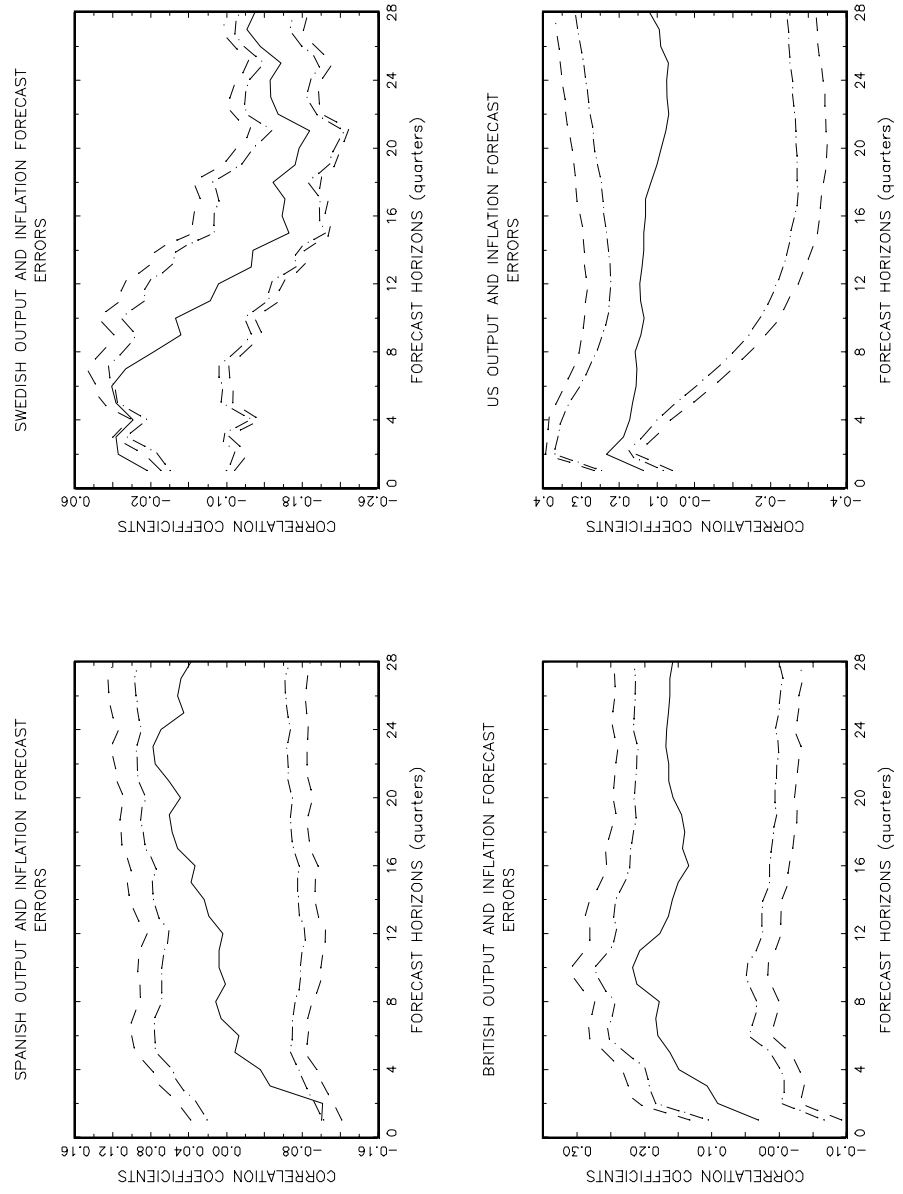 SPANISH OUTPUT AND INFLATION FORECAST
ERRORS
CORRELATION COEFFICIENTS
0.16
0.12
0.08
0.04
0.00
−0.08
−0.16
0 4 8 12 16 20 24 28
FORECAST HORIZONS (quarters)
SWEDISH OUTPUT AND INFLATION FORECAST
ERRORS
CORRELATION COEFFICIENTS
0.06
−0.02
−0.10
−0.18
−0.26
0 4 8 12 16 20 24 28
FORECAST HORIZONS (quarters)
BRITISH OUTPUT AND INFLATION FORECAST
ERRORS
CORRELATION COEFFICIENTS
0.30
0.20
0.10
−0.00
−0.10
0 4 8 12 16 20 24 28
FORECAST HORIZONS (quarters)
US OUTPUT AND INFLATION FORECAST
ERRORS
CORRELATION COEFFICIENTS
0.4
0.3
0.2
0.1
−0.0
−0.2
−0.4
0 4 8 12 16 20 24 28
FORECAST HORIZONS (quarters)